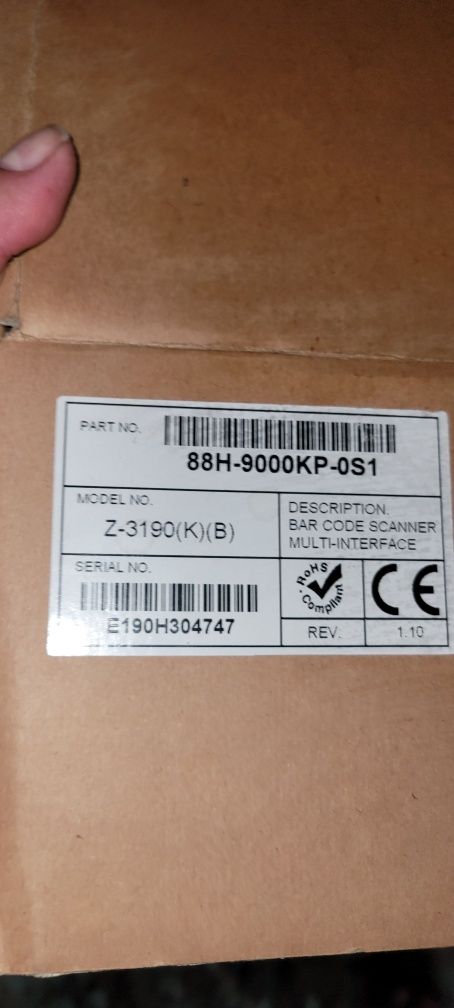 PART NO.
88H-9000KP-0S1
MODEL NO.
Z-3190(K)(B)
DESCRIPTION.
BAR CODE SCANNER
MULTI-INTERFACE
SERIAL NO.
E190H304747
RoHS
Compliant
CE
REV.
1.10